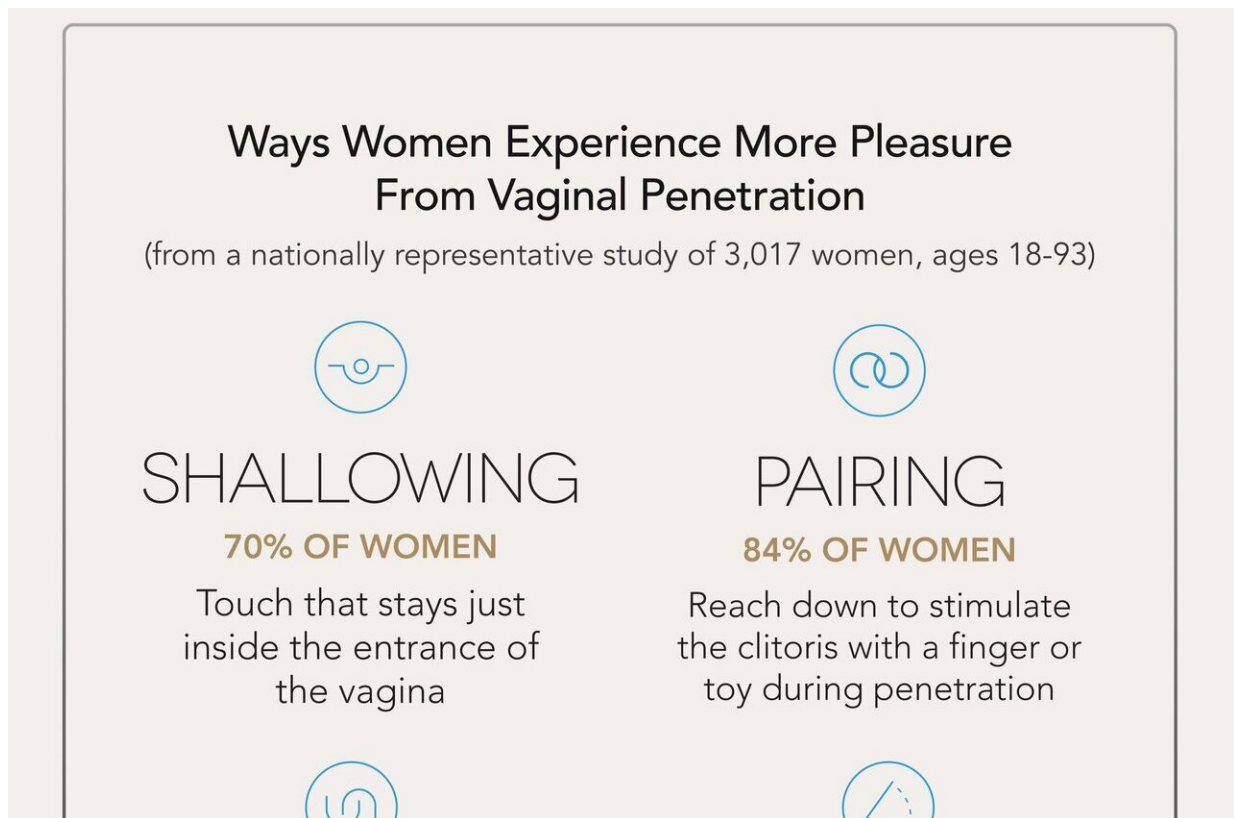 Ways Women Experience More Pleasure
From Vaginal Penetration
(from a nationally representative study of 3,017 women, ages 18-93)
SHALLOWING
70% OF WOMEN
Touch that stays just
inside the entrance of
the vagina
PAIRING
84% OF WOMEN
Reach down to stimulate
the clitoris with a finger or
toy during penetration